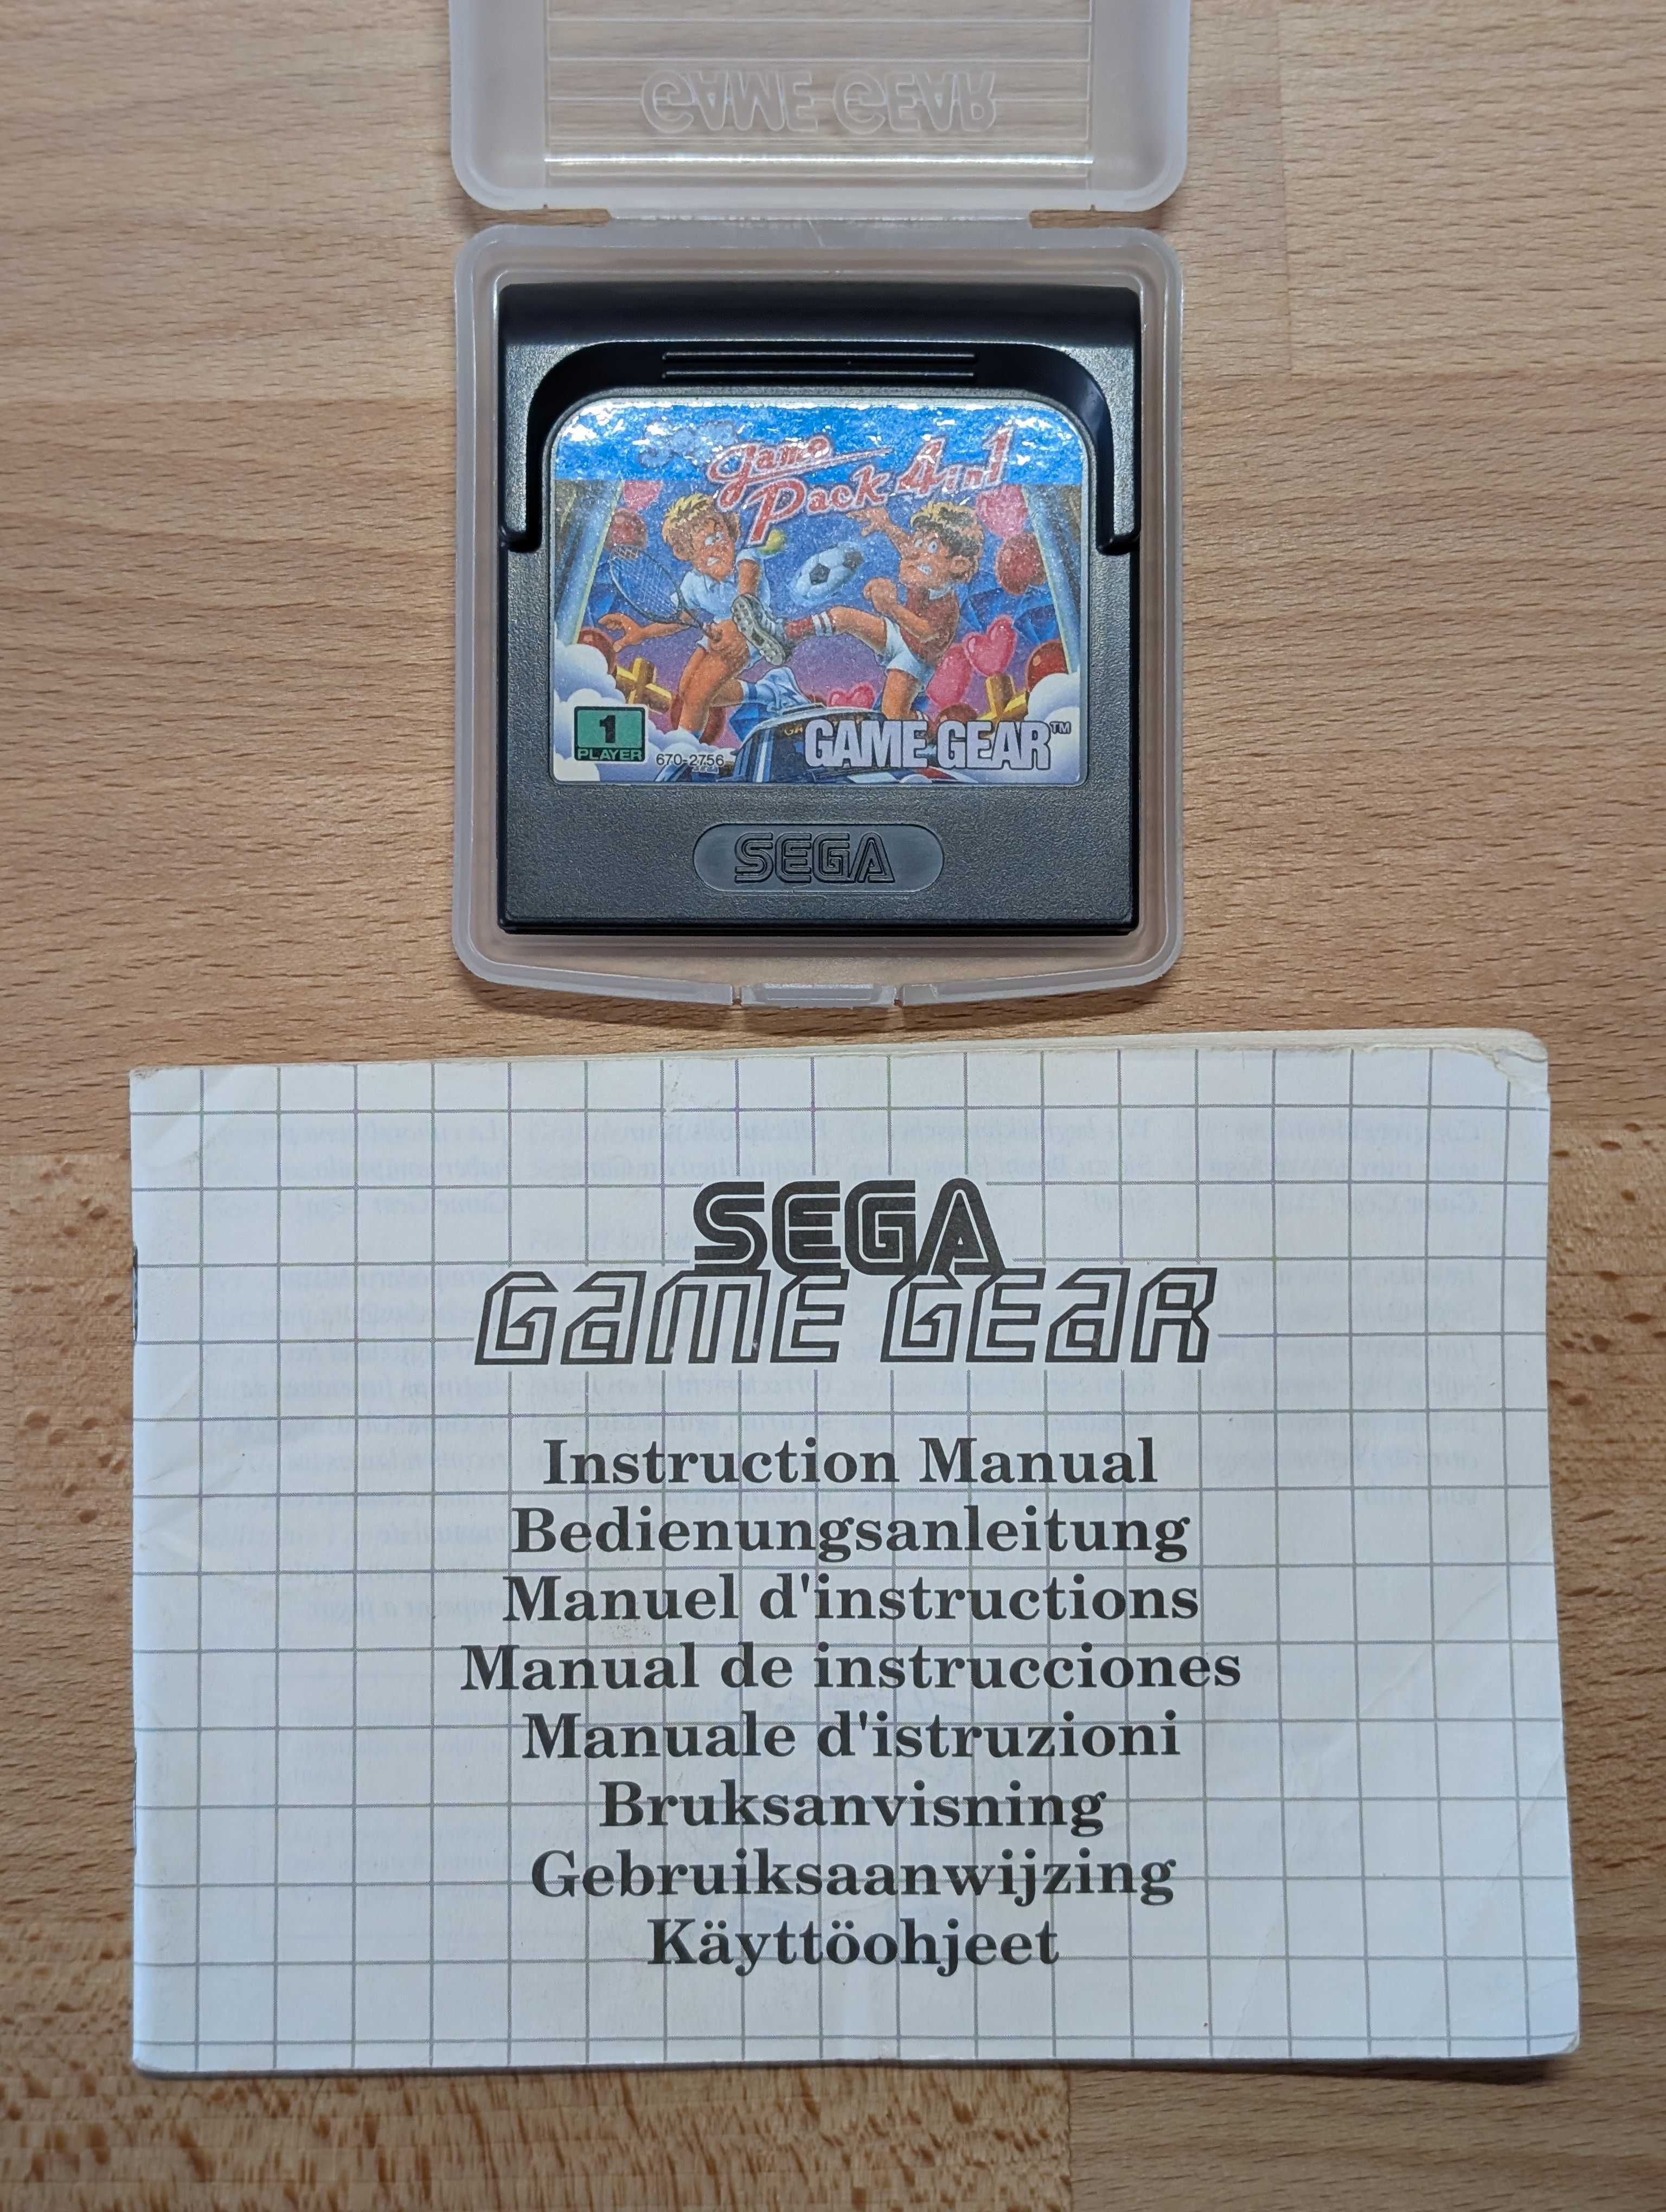 GAME GEAR
Game
Pack 4 in 1
1
PLAYER
670-2756
GAME GEAR™
SEGA
SEGA
GAME GEAR
Instruction Manual
Bedienungsanleitung
Manuel d'instructions
Manual de instrucciones
Manuale d'istruzioni
Bruksanvisning
Gebruiksaanwijzing
Käyttöohjeet